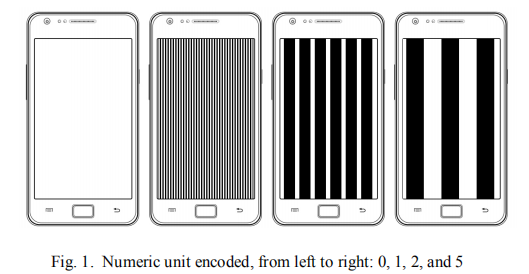 Fig. 1. Numeric unit encoded, from left to right: 0, 1, 2, and 5